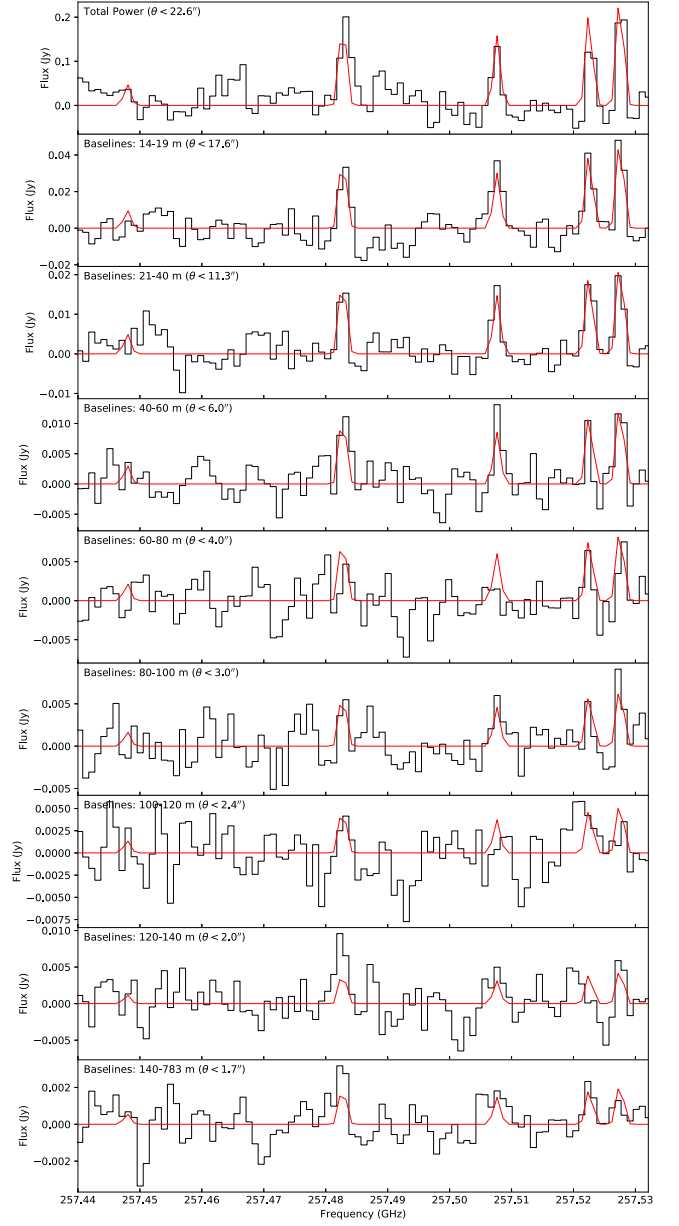 Total Power (θ < 22.6″)
0.2
0.1
0.0
Flux (Jy)
Baselines: 14-19 m (θ < 17.6″)
0.04
0.02
0.00
−0.02
Flux (Jy)
Baselines: 21-40 m (θ < 11.3″)
0.02
0.01
0.00
−0.01
Flux (Jy)
Baselines: 40-60 m (θ < 6.0″)
0.010
0.005
0.000
−0.005
Flux (Jy)
Baselines: 60-80 m (θ < 4.0″)
0.005
0.000
−0.005
Flux (Jy)
Baselines: 80-100 m (θ < 3.0″)
0.005
0.000
−0.005
Flux (Jy)
Baselines: 100-120 m (θ < 2.4″)
0.0050
0.0025
0.000
−0.0025
−0.0050
−0.0075
Flux (Jy)
Baselines: 120-140 m (θ < 2.0″)
0.010
0.005
0.000
−0.005
Flux (Jy)
Baselines: 140-783 m (θ < 1.7″)
0.002
0.000
−0.002
Flux (Jy)
257.44 257.45 257.46 257.47 257.48 257.49 257.50 257.51 257.52 257.53
Frequency (GHz)